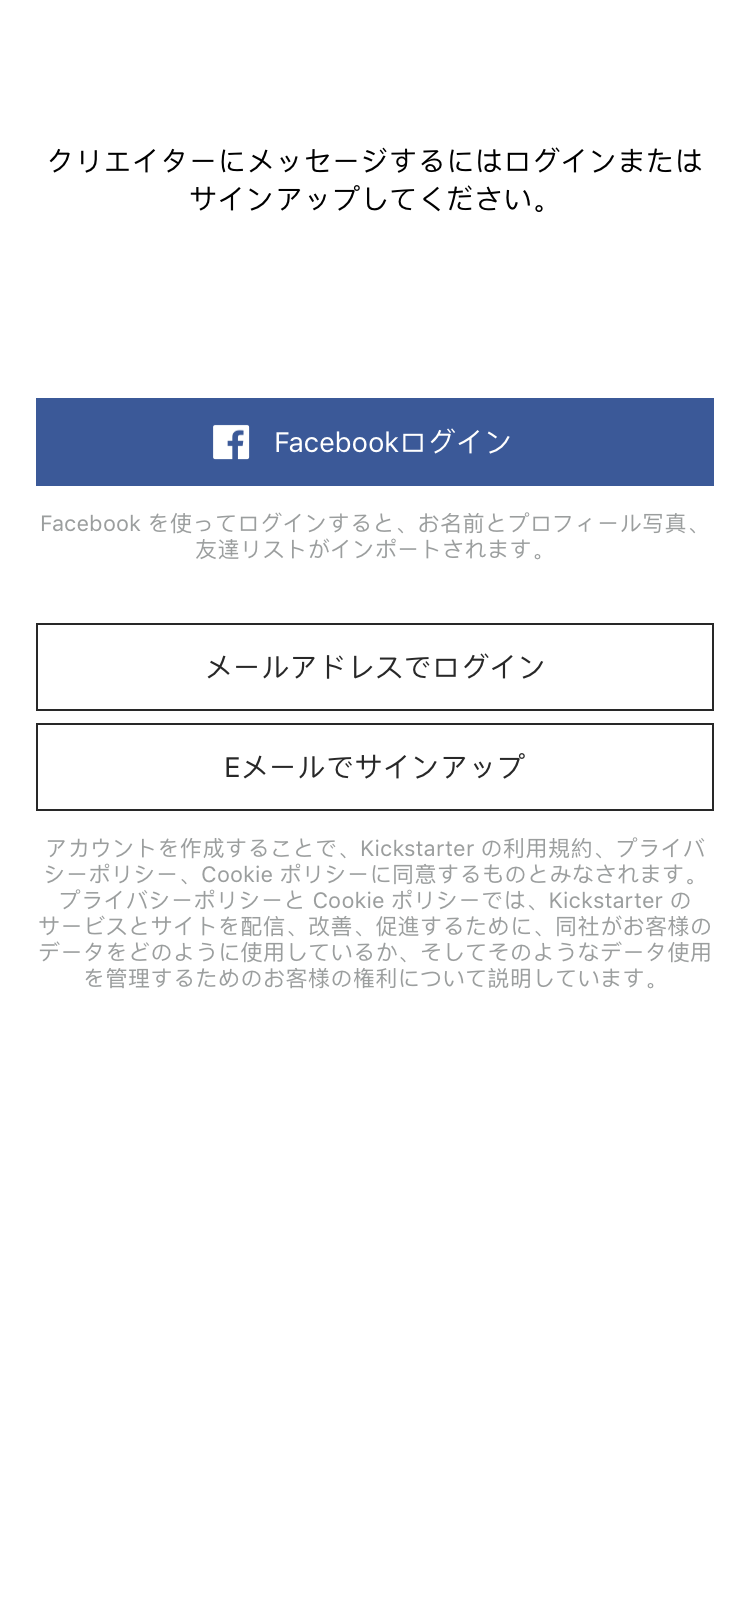 クリエイターにメッセージするにはログインまたは
サインアップしてください。
Facebookログイン
Facebook を使ってログインすると、お名前とプロフィール写真、
友達リストがインポートされます。
メールアドレスでログイン
Eメールでサインアップ
アカウントを作成することで、Kickstarter の利用規約、プライバ
シーポリシー、Cookie ポリシーに同意するものとみなされます。
プライバシーポリシーと Cookie ポリシーでは、Kickstarter の
サービスとサイトを配信、改善、促進するために、同社がお客様の
データをどのように使用しているか、そしてそのようなデータ使用
を管理するためのお客様の権利について説明しています。